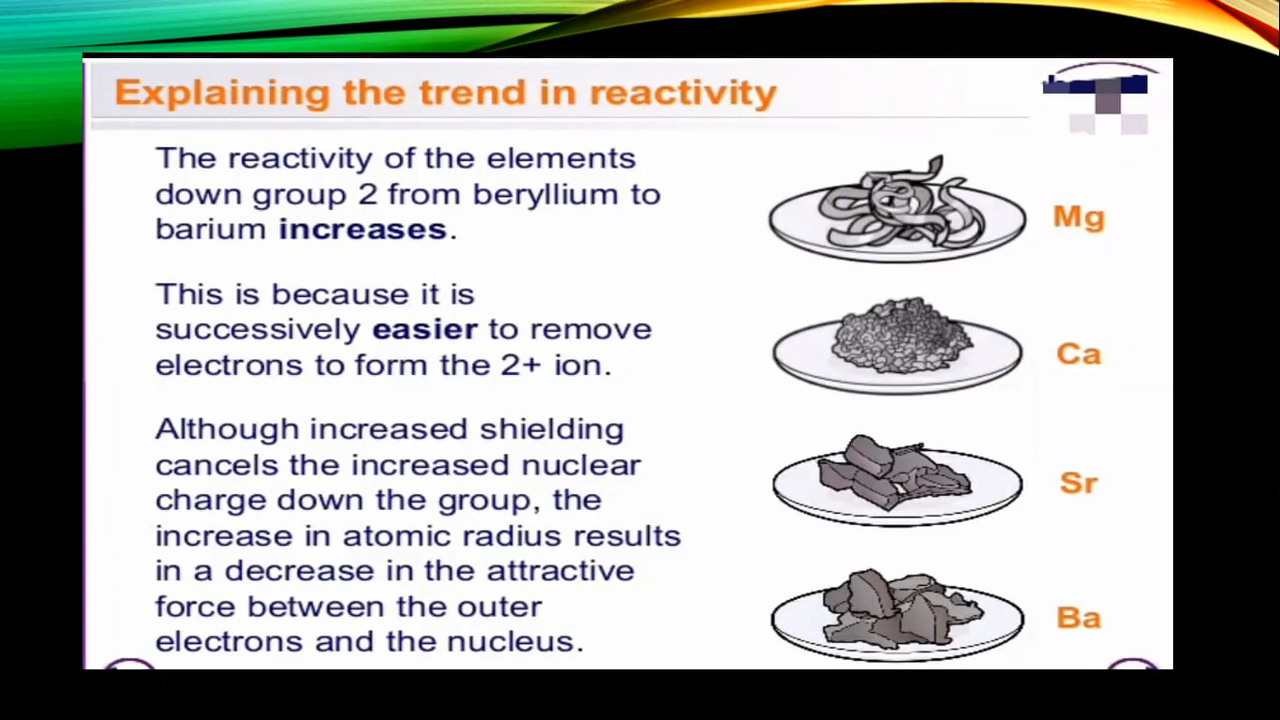 Explaining the trend in reactivity
The reactivity of the elements
down group 2 from beryllium to
barium increases.
This is because it is
successively easier to remove
electrons to form the 2+ ion.
Although increased shielding
cancels the increased nuclear
charge down the group, the
increase in atomic radius results
in a decrease in the attractive
force between the outer
electrons and the nucleus.
Mg
Ca
Sr
Ba